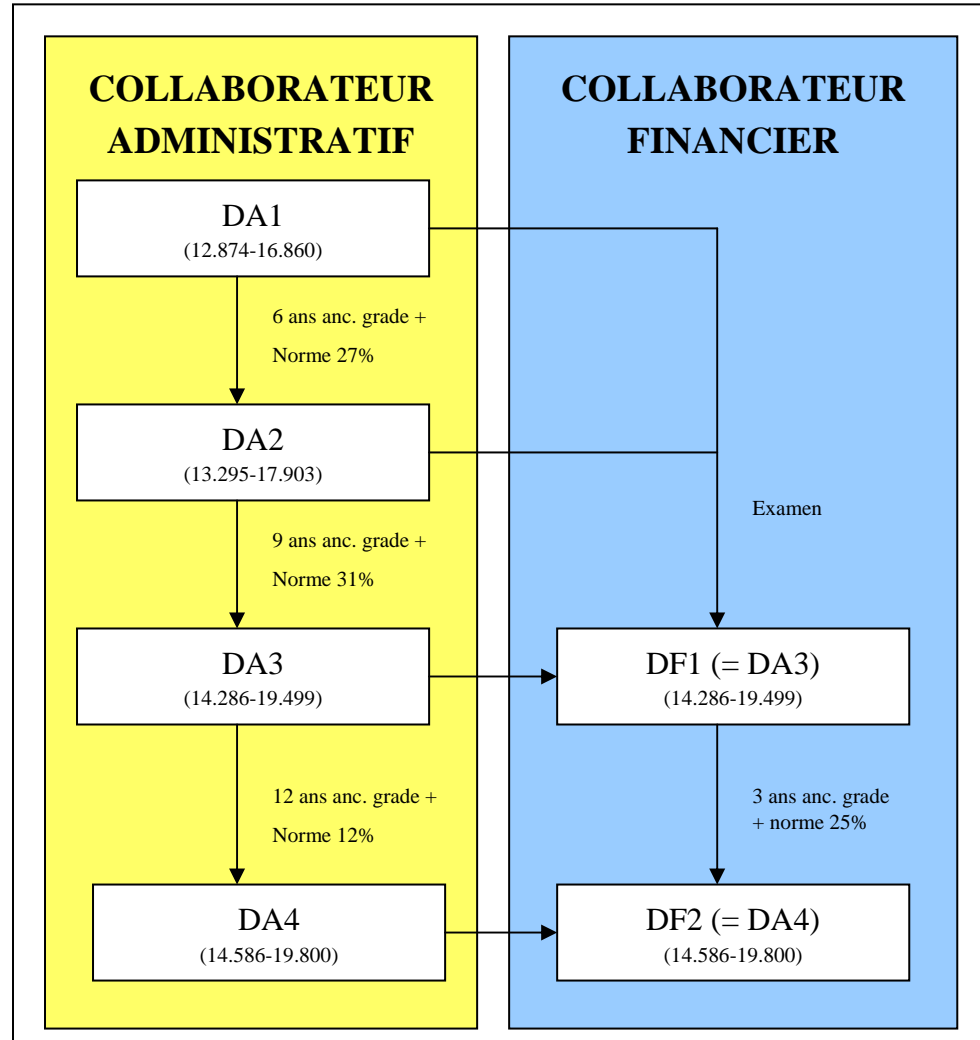 COLLABORATEUR
ADMINISTRATIF
DA1
(12.874-16.860)
6 ans anc. grade +
Norme 27%
DA2
(13.295-17.903)
9 ans anc. grade +
Norme 31%
DA3
(14.286-19.499)
12 ans anc. grade +
Norme 12%
DA4
(14.586-19.800)
COLLABORATEUR
FINANCIER
Examen
DF1 (= DA3)
(14.286-19.499)
3 ans anc. grade
+ norme 25%
DF2 (= DA4)
(14.586-19.800)